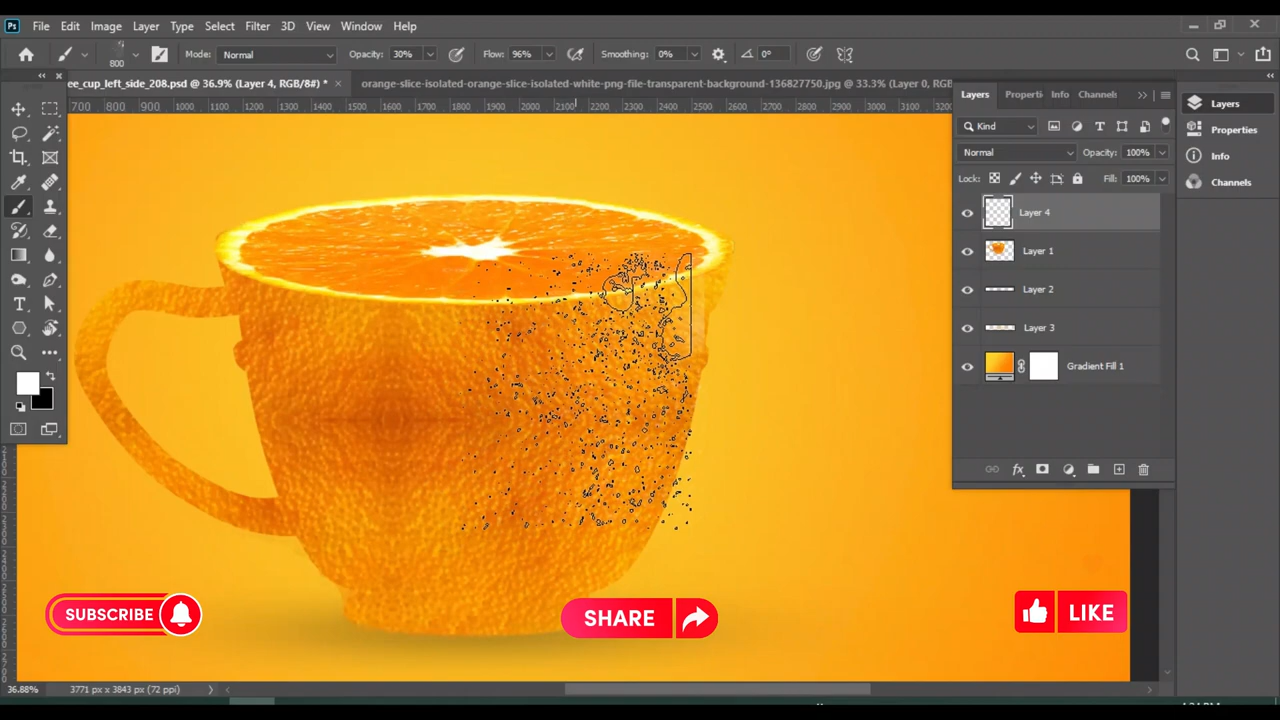 Ps File Edit Image Layer Type Select Filter 3D View Window Help
800 Mode: Normal Opacity: 30% Flow: 96% Smoothing: 0% 0°
ee_cup_left_side_208.psd @ 36.9% (Layer 4, RGB/8#) * × orange-slice-isolated-orange-slice-isolated-white-png-file-transparent-background-136827750.jpg @ 33.3% (Layer 0, RGB
700 800 900 1000 1100 1200 1300 1400 1500 1600 1700 1800 1900 2000 2100 2200 2300 2400 2500 2600 2700 2800 2900 3000 3100 3200
Layers Properti Info Channels
Layers
Properties
Info
Channels
Kind
Normal Opacity: 100%
Lock: Fill: 100%
Layer 4
Layer 1
Layer 2
Layer 3
Gradient Fill 1
fx
SUBSCRIBE
SHARE
LIKE
36.88% 3771 px x 3843 px (72 ppi)